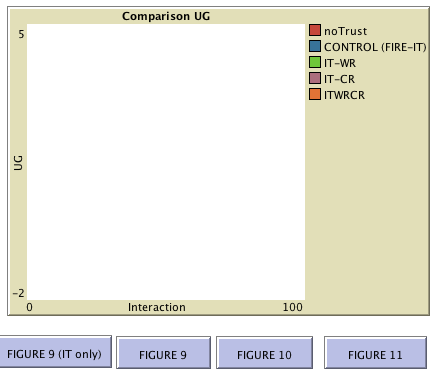 Comparison UG
5
UG
-2
0
Interaction
100
noTrust
CONTROL (FIRE-IT)
IT-WR
IT-CR
ITWRCR
FIGURE 9 (IT only)
FIGURE 9
FIGURE 10
FIGURE 11